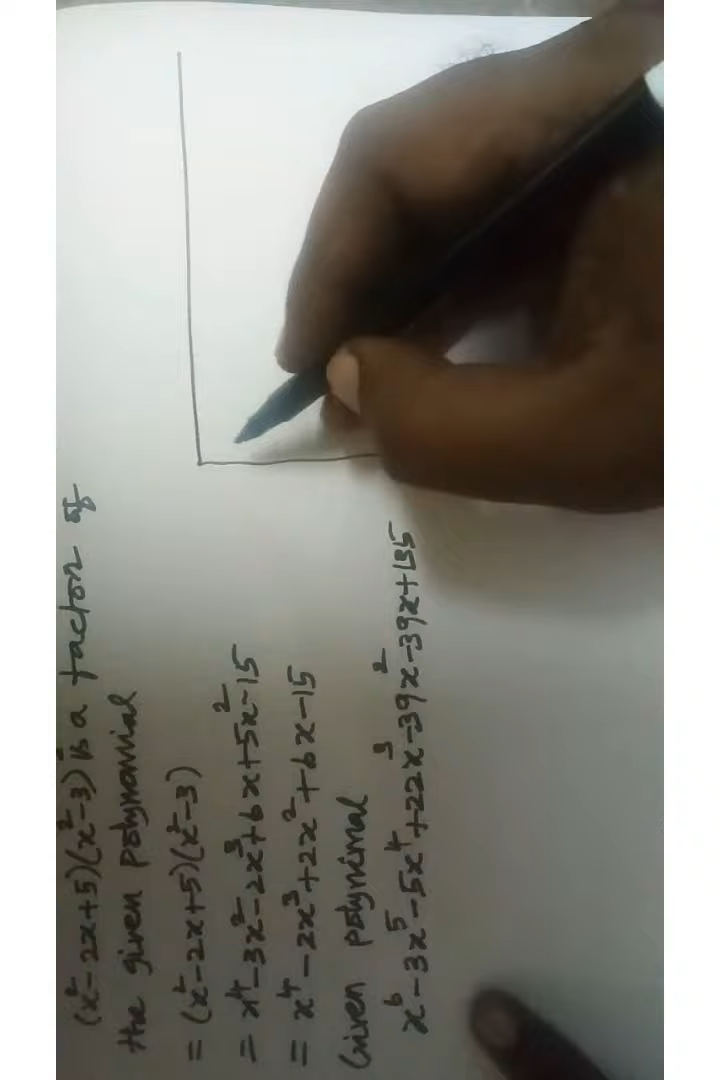 (x²-2x+5)(x²-3) is a factor of
the given polynomial
= (x²-2x+5)(x²-3)
= x⁴-3x²-2x³+6x+5x²-15
= x⁴-2x³+2x²+6x-15
Given polynimal
x⁶-3x⁵-5x⁴+22x³-39x²-39x+135